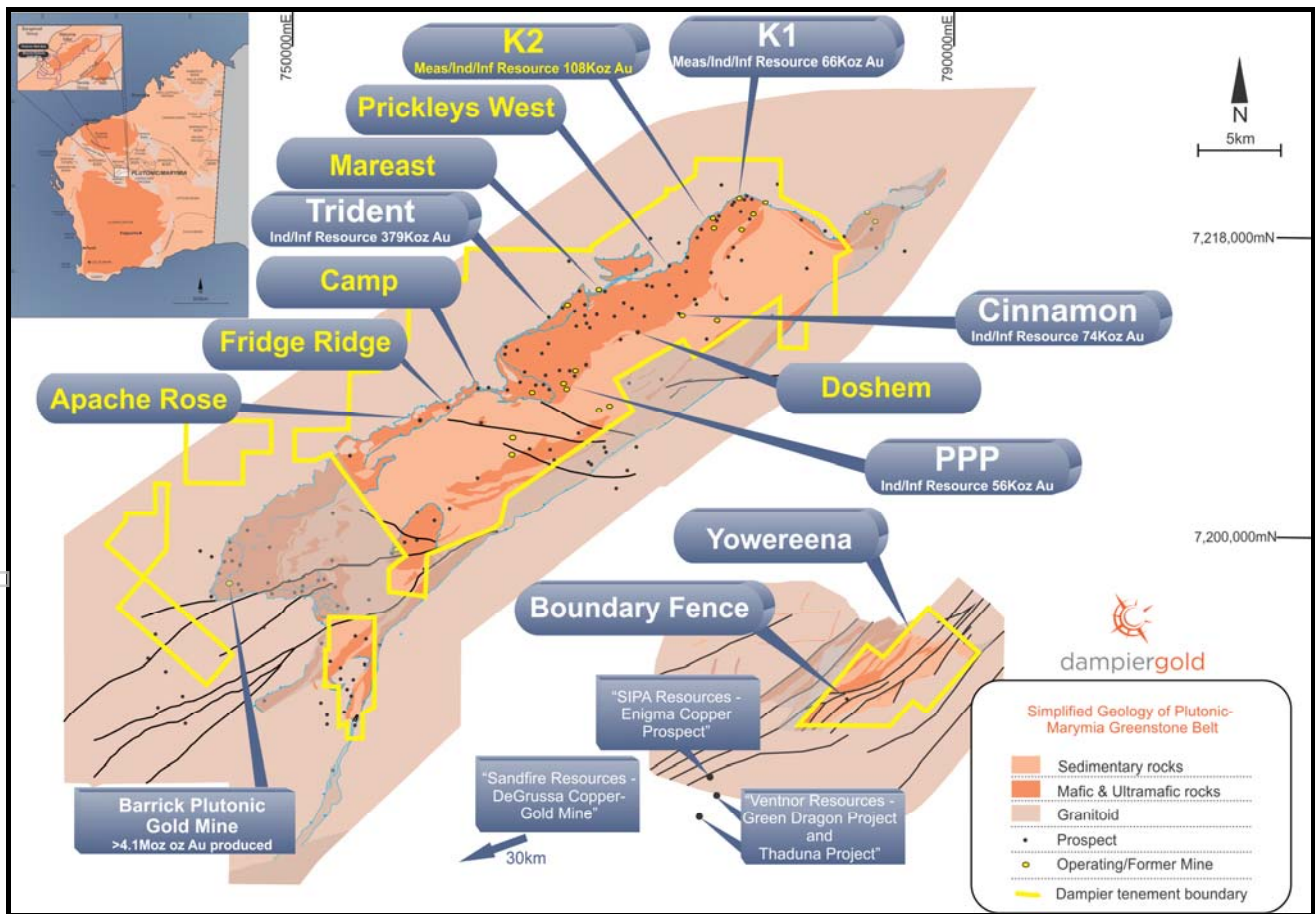 750000mE
790000mE
K2
Meas/Ind/Inf Resource 108Koz Au
K1
Meas/Ind/Inf Resource 66Koz Au
N
5km
Prickleys West
Mareast
Trident
Ind/Inf Resource 379Koz Au
7,218,000mN
Camp
Cinnamon
Ind/Inf Resource 74Koz Au
Fridge Ridge
Doshem
Apache Rose
PPP
Ind/Inf Resource 56Koz Au
7,200,000mN
Yowereena
Boundary Fence
dampiergold
"SIPA Resources -
Enigma Copper
Prospect"
"Sandfire Resources -
DeGrussa Copper-
Gold Mine"
30km
"Ventnor Resources -
Green Dragon Project
and
Thaduna Project"
Barrick Plutonic
Gold Mine
>4.1Moz oz Au produced
Simplified Geology of Plutonic-
Marymia Greenstone Belt
Sedimentary rocks
Mafic & Ultramafic rocks
Granitoid
Prospect
Operating/Former Mine
Dampier tenement boundary